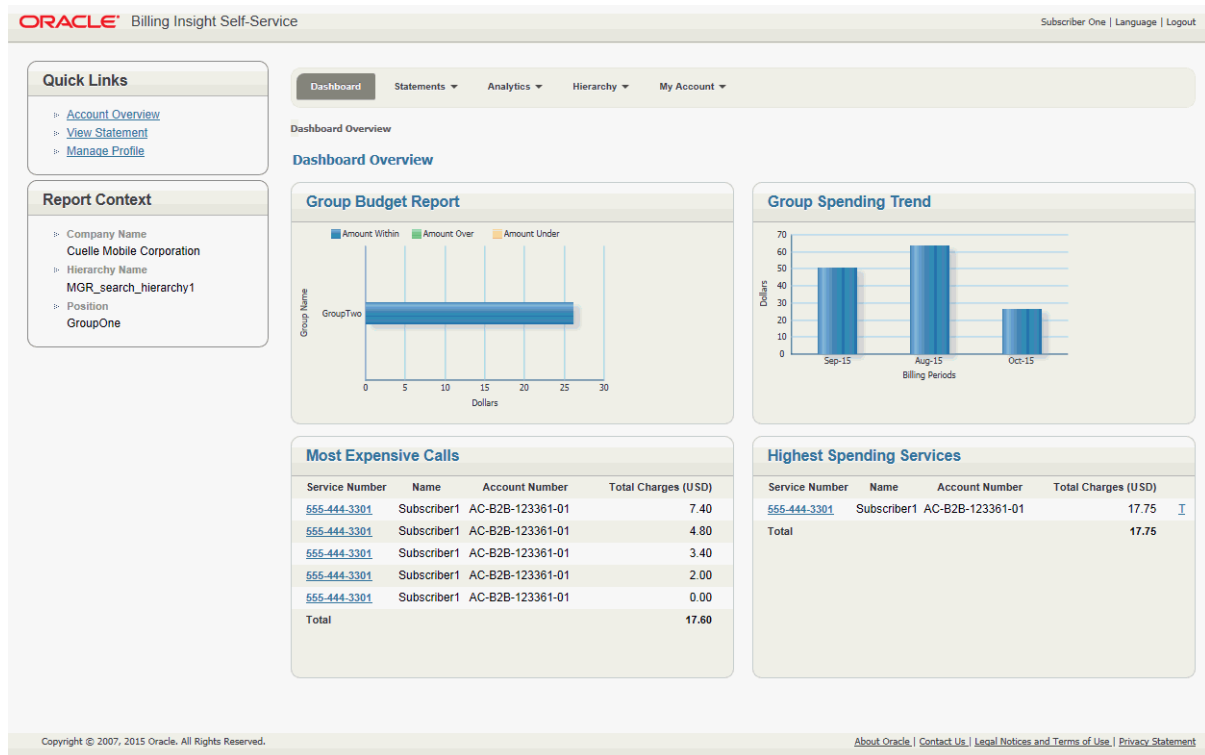 ORACLE Billing Insight Self-Service
Subscriber One | Language | Logout
Quick Links
Account Overview
View Statement
Manage Profile
Report Context
Company Name
Cuelle Mobile Corporation
Hierarchy Name
MGR_search_hierarchy1
Position
GroupOne
Dashboard Statements Analytics Hierarchy My Account
Dashboard Overview
Dashboard Overview
Group Budget Report
Amount Within Amount Over Amount Under
Group Name
GroupTwo
0 5 10 15 20 25 30
Dollars
Group Spending Trend
70
60
50
40
30
20
10
0
Dollars
Sep-15 Aug-15 Oct-15
Billing Periods
Most Expensive Calls
Service Number Name Account Number Total Charges (USD)
555-444-3301 Subscriber1 AC-B2B-123361-01 7.40
555-444-3301 Subscriber1 AC-B2B-123361-01 4.80
555-444-3301 Subscriber1 AC-B2B-123361-01 3.40
555-444-3301 Subscriber1 AC-B2B-123361-01 2.00
555-444-3301 Subscriber1 AC-B2B-123361-01 0.00
Total 17.60
Highest Spending Services
Service Number Name Account Number Total Charges (USD)
555-444-3301 Subscriber1 AC-B2B-123361-01 17.75 T
Total 17.75
Copyright © 2007, 2015 Oracle. All Rights Reserved.
About Oracle | Contact Us | Legal Notices and Terms of Use | Privacy Statement